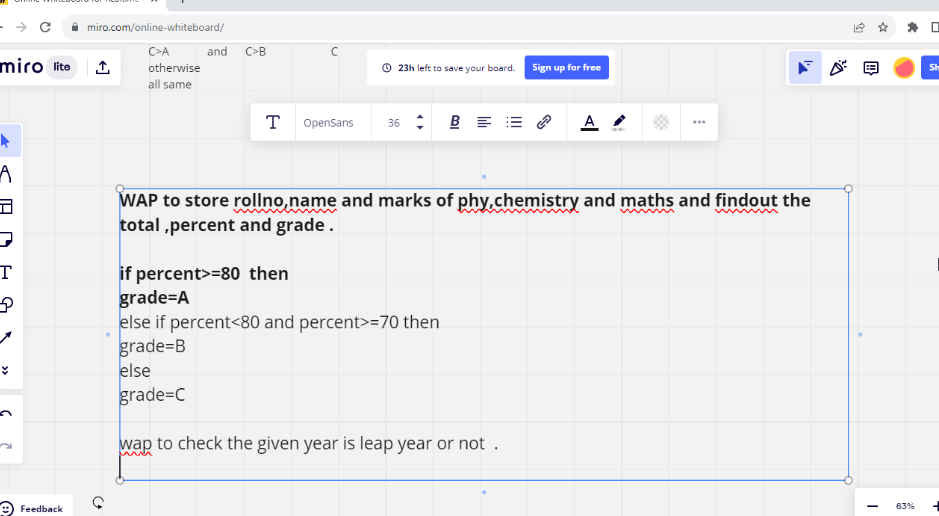 miro.com/online-whiteboard/
C>A and C>B C
otherwise
all same
miro lite
23h left to save your board. Sign up for free
Sh
T OpenSans 36 B A
WAP to store rollno,name and marks of phy,chemistry and maths and findout the
total ,percent and grade .
if percent>=80 then
grade=A
else if percent<80 and percent>=70 then
grade=B
else
grade=C
wap to check the given year is leap year or not .
Feedback
63%